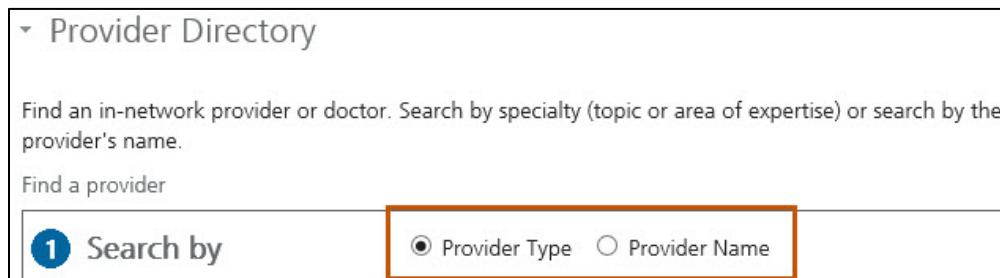 Provider Directory
Find an in-network provider or doctor. Search by specialty (topic or area of expertise) or search by the
provider's name.
Find a provider
1 Search by Provider Type Provider Name